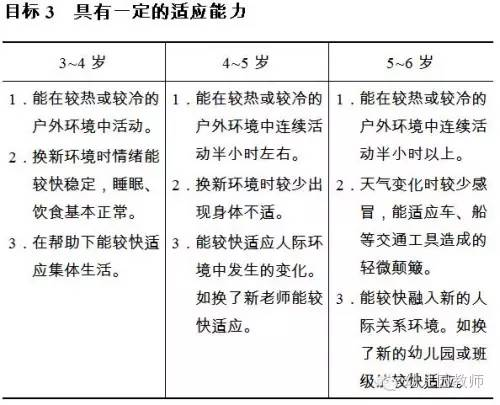 目标 3 具有一定的适应能力
3~4 岁
1．能在较热或较冷的
户外环境中活动。
2．换新环境时情绪能
较快稳定，睡眠、
饮食基本正常。
3．在帮助下能较快适
应集体生活。
4~5 岁
1．能在较热或较冷的
户外环境中连续活
动半小时左右。
2．换新环境时较少出
现身体不适。
3．能较快适应人际环
境中发生的变化。
如换了新老师能较
快适应。
5~6 岁
1．能在较热或较冷的
户外环境中连续活
动半小时以上。
2．天气变化时较少感
冒，能适应车、船
等交通工具造成的
轻微颠簸。
3．能较快融入新的人
际关系环境。如换
了新的幼儿园或班
级较快适应。
教师